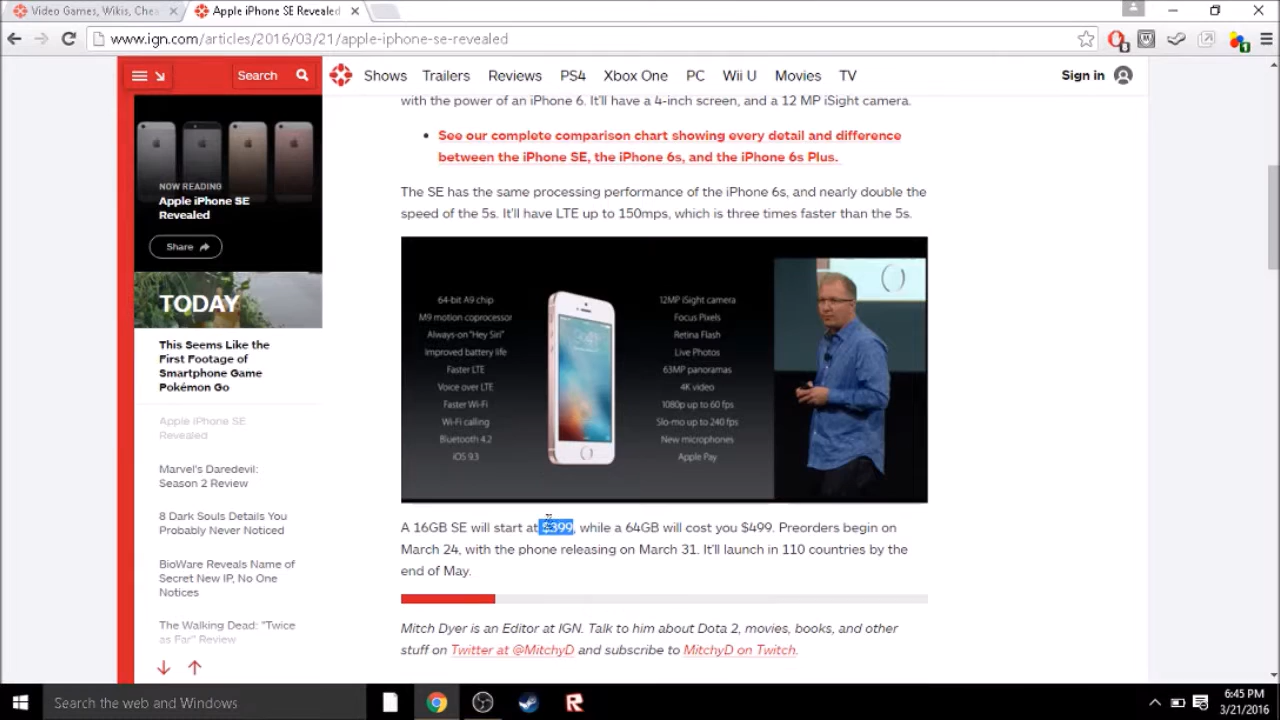 Video Games, Wikis, Chea
Apple iPhone SE Revealed
www.ign.com/articles/2016/03/21/apple-iphone-se-revealed
Search
Shows
Trailers
Reviews
PS4
Xbox One
PC
Wii U
Movies
TV
Sign in
NOW READING
Apple iPhone SE
Revealed
Share
TODAY
This Seems Like the
First Footage of
Smartphone Game
Pokémon Go
Apple iPhone SE
Revealed
Marvel's Daredevil:
Season 2 Review
8 Dark Souls Details You
Probably Never Noticed
BioWare Reveals Name of
Secret New IP, No One
Notices
The Walking Dead: "Twice
as Far" Review
with the power of an iPhone 6. It'll have a 4-inch screen, and a 12 MP iSight camera.
See our complete comparison chart showing every detail and difference
between the iPhone SE, the iPhone 6s, and the iPhone 6s Plus.
The SE has the same processing performance of the iPhone 6s, and nearly double the
speed of the 5s. It'll have LTE up to 150mps, which is three times faster than the 5s.
64-bit A9 chip
M9 motion coprocessor
Always-on "Hey Siri"
Improved battery life
Faster LTE
Voice over LTE
Faster Wi-Fi
Wi-Fi calling
Bluetooth 4.2
iOS 9.3
12MP iSight camera
Focus Pixels
Retina Flash
Live Photos
63MP panoramas
4K video
1080p up to 60 fps
Slo-mo up to 240 fps
New microphones
Apple Pay
A 16GB SE will start at $399, while a 64GB will cost you $499. Preorders begin on
March 24, with the phone releasing on March 31. It'll launch in 110 countries by the
end of May.
Mitch Dyer is an Editor at IGN. Talk to him about Dota 2, movies, books, and other
stuff on Twitter at @MitchyD and subscribe to MitchyD on Twitch.
Search the web and Windows
6:45 PM
3/21/2016